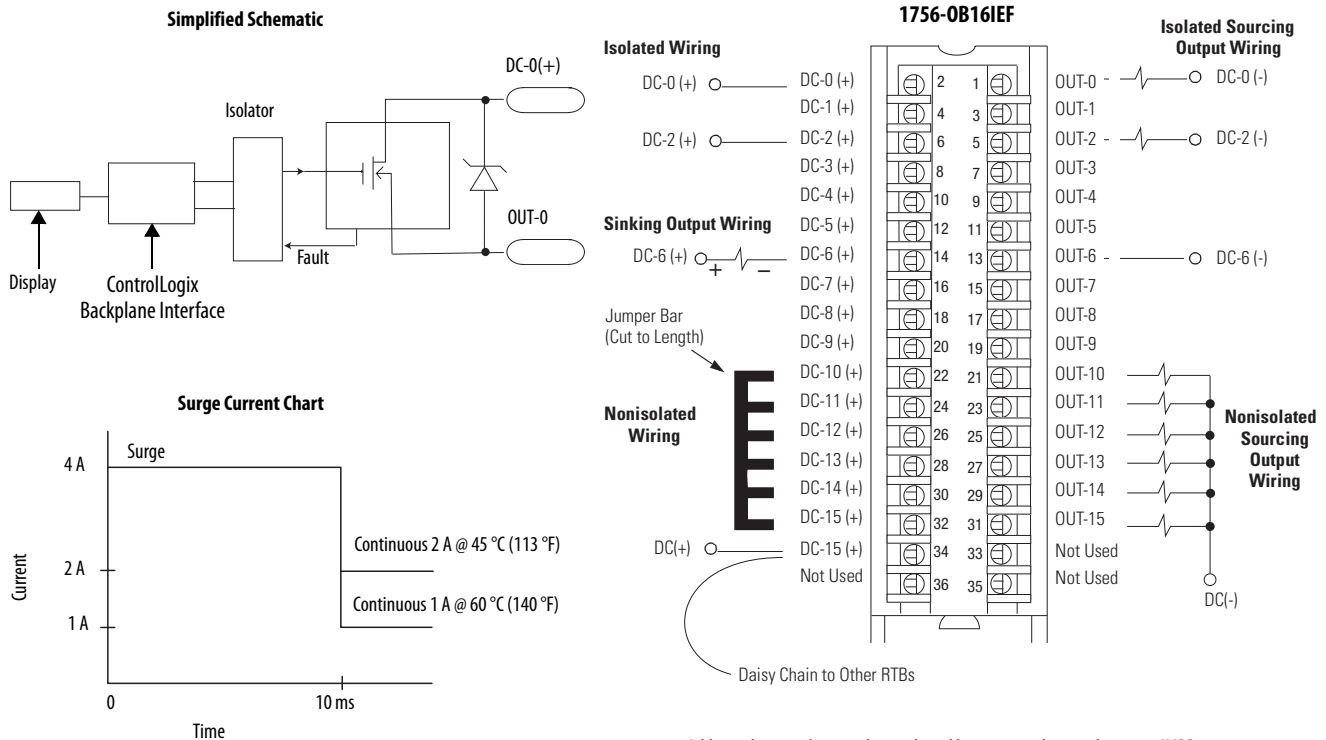 Simplified Schematic
DC-0(+)
Isolator
OUT-0
Fault
Display
ControlLogix
Backplane Interface
Surge Current Chart
Surge
4 A
2 A
1 A
Current
Continuous 2 A @ 45 °C (113 °F)
Continuous 1 A @ 60 °C (140 °F)
0
10 ms
Time
1756-OB16IEF
Isolated Wiring
Isolated Sourcing
Output Wiring
DC-0 (+) DC-0 (+) 2 1 OUT-0 DC-0 (-)
DC-1 (+) 4 3 OUT-1
DC-2 (+) DC-2 (+) 6 5 OUT-2 DC-2 (-)
DC-3 (+) 8 7 OUT-3
DC-4 (+) 10 9 OUT-4
Sinking Output Wiring
DC-5 (+) 12 11 OUT-5
DC-6 (+) + – DC-6 (+) 14 13 OUT-6 DC-6 (-)
DC-7 (+) 16 15 OUT-7
Jumper Bar
(Cut to Length)
DC-8 (+) 18 17 OUT-8
DC-9 (+) 20 19 OUT-9
DC-10 (+) 22 21 OUT-10
DC-11 (+) 24 23 OUT-11
Nonisolated
Wiring
DC-12 (+) 26 25 OUT-12
DC-13 (+) 28 27 OUT-13
DC-14 (+) 30 29 OUT-14
DC-15 (+) 32 31 OUT-15
Nonisolated
Sourcing
Output
Wiring
DC(+) DC-15 (+) 34 33 Not Used
Not Used 36 35 Not Used
DC(-)
Daisy Chain to Other RTBs